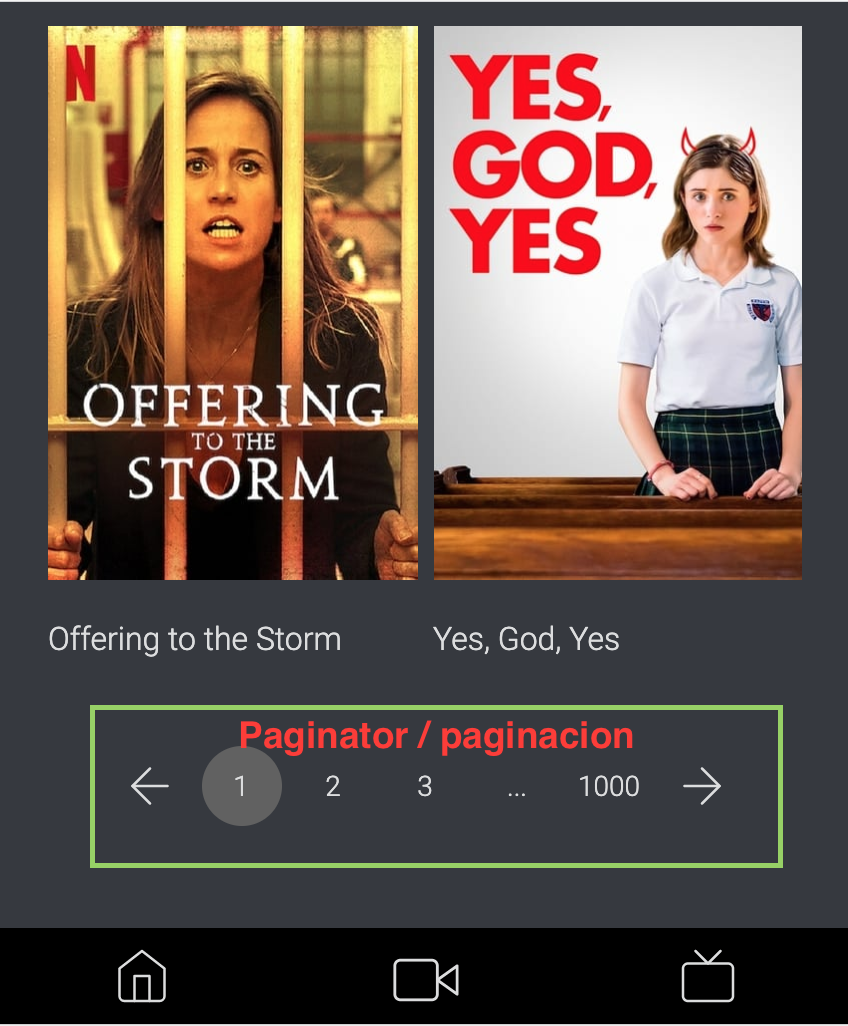 N
YES,
GOD,
YES
OFFERING
TO THE
STORM
Offering to the Storm
Yes, God, Yes
Paginator / paginacion
1 2 3 ... 1000